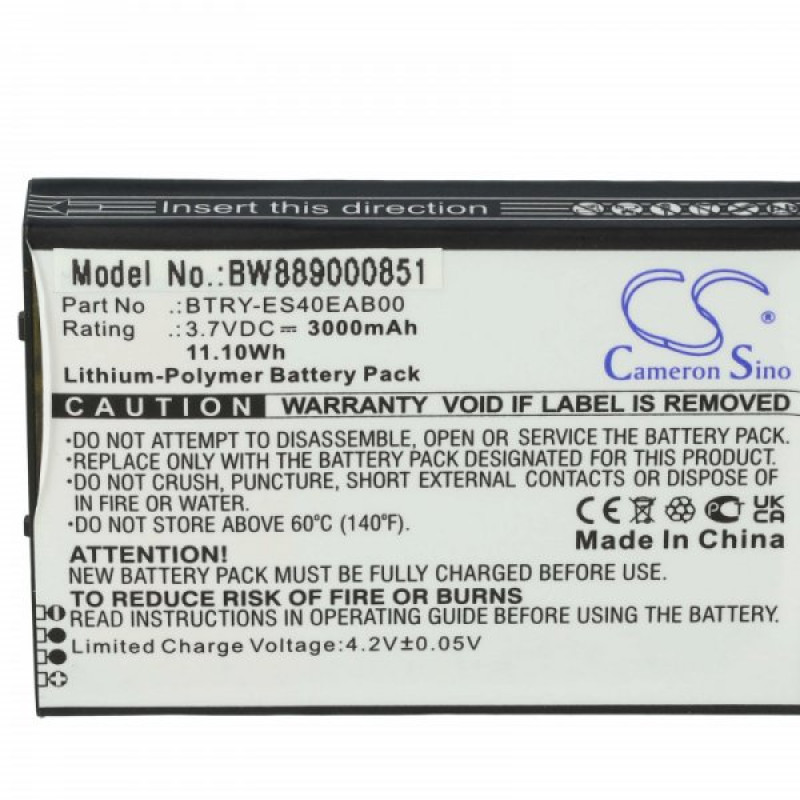 Insert this direction
Model No.:BW889000851
Part No :BTRY-ES40EAB00
Rating .:3.7VDC ⎓ 3000mAh
11.10Wh
Lithium-Polymer Battery Pack
CS ®
Cameron Sino
CAUTION WARRANTY VOID IF LABEL IS REMOVED
•DO NOT ATTEMPT TO DISASSEMBLE, OPEN OR SERVICE THE BATTERY PACK.
•REPLACE ONLY WITH SAME BATTERY PACK DESIGNATED FOR THIS PRODUCT.
•DO NOT CRUSH, PUNCTURE, SHORT EXTERNAL CONTACTS OR DISPOSE
IN FIRE OR WATER.
•DO NOT STORE ABOVE 60°C (140°F).
CE PC UK CA
Made In China
ATTENTION!
NEW BATTERY PACK MUST BE FULLY CHARGED BEFORE INITIAL USE.
TO REDUCE RISK OF FIRE OR BURNS
READ INSTRUCTIONS IN OPERATING GUIDE BEFORE USING THE BATTERY.
Limited Charge Voltage:4.2V±0.05V